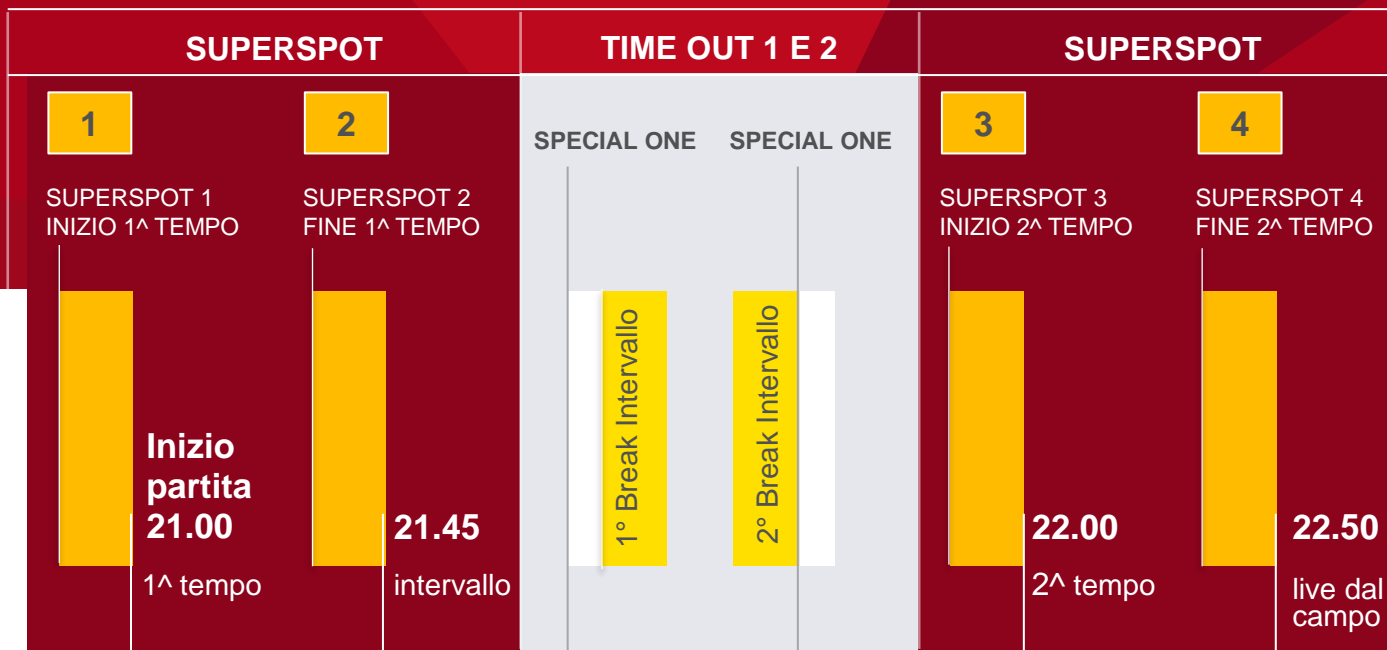 SUPERSPOT
TIME OUT 1 E 2
SUPERSPOT
1
SUPERSPOT 1
INIZIO 1^ TEMPO
Inizio
partita
21.00
1^ tempo
2
SUPERSPOT 2
FINE 1^ TEMPO
21.45
intervallo
SPECIAL ONE
1° Break Intervallo
SPECIAL ONE
2° Break Intervallo
3
SUPERSPOT 3
INIZIO 2^ TEMPO
22.00
2^ tempo
4
SUPERSPOT 4
FINE 2^ TEMPO
22.50
live dal
campo